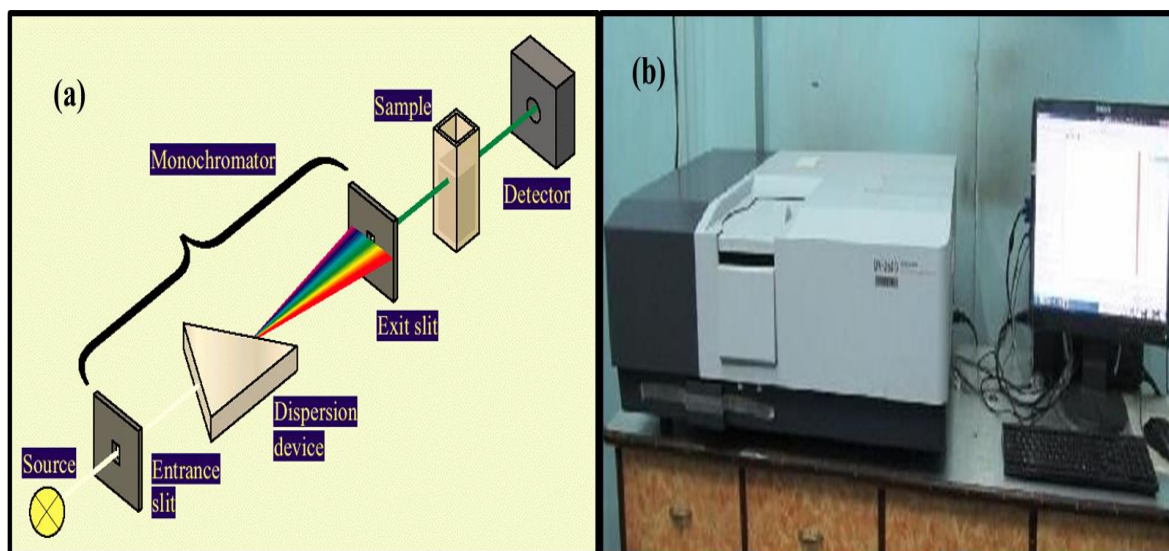 (a)
Sample
Monochromator
Detector
Exit slit
Dispersion
device
Source
Entrance
slit
(b)